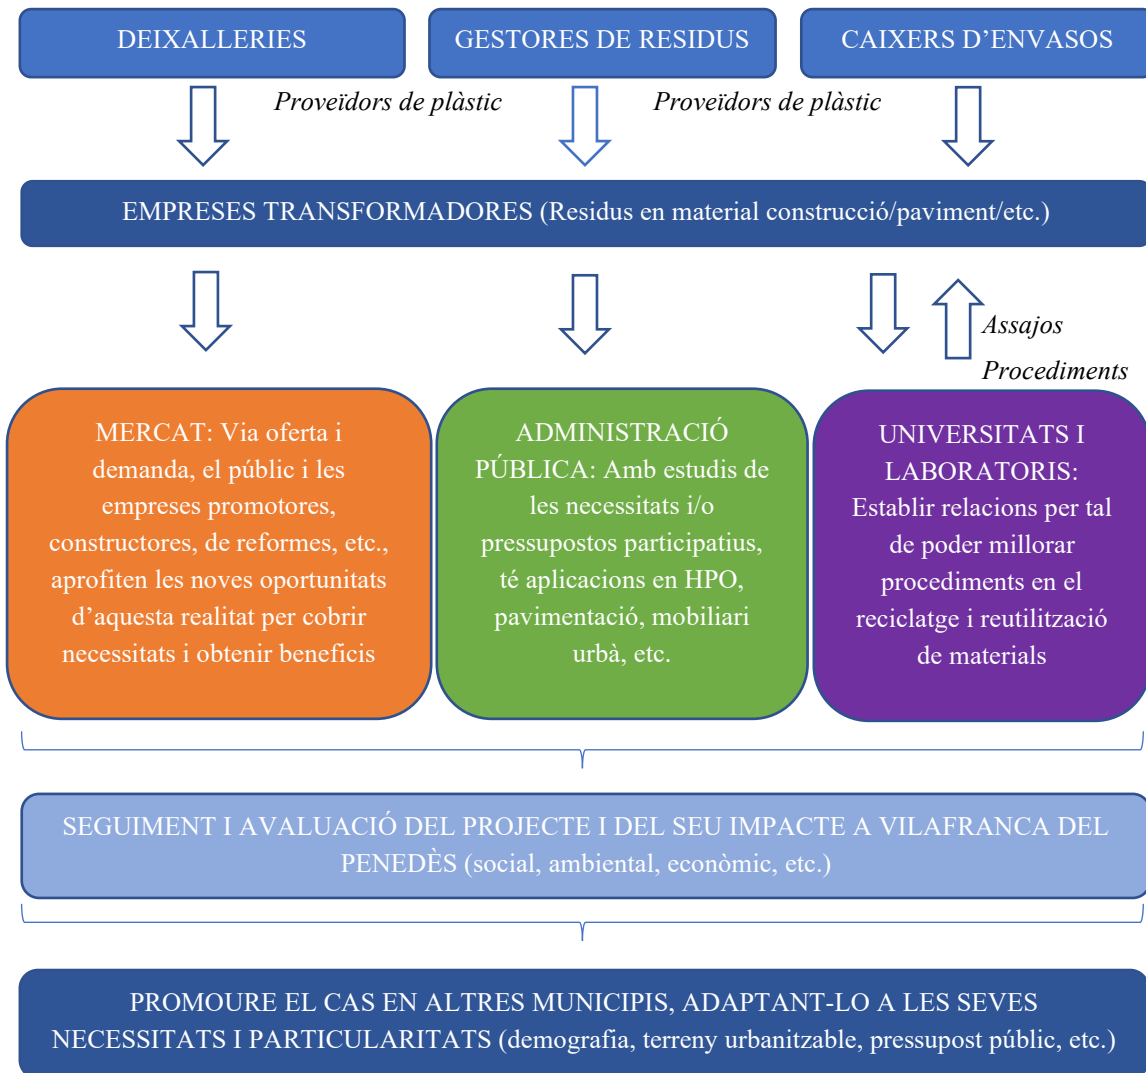 DEIXALLERIES
GESTORES DE RESIDUS
CAIXERS D’ENVASOS
Proveïdors de plàstic
Proveïdors de plàstic
EMPRESES TRANSFORMADORES (Residus en material construcció/paviment/etc.)
Assajos
Procediments
MERCAT: Via oferta i
demanda, el públic i les
empreses promotores,
constructores, de reformes, etc.,
aprofiten les noves oportunitats
d’aquesta realitat per cobrir
necessitats i obtenir beneficis
ADMINISTRACIÓ
PÚBLICA: Amb estudis de
les necessitats i/o
pressupostos participatius,
té aplicacions en HPO,
pavimentació, mobiliari
urbà, etc.
UNIVERSITATS I
LABORATORIS:
Establir relacions per tal
de poder millorar
procediments en el
reciclatge i reutilització
de materials
SEGUIMENT I AVALUACIÓ DEL PROJECTE I DEL SEU IMPACTE A VILAFRANCA DEL
PENEDÈS (social, ambiental, econòmic, etc.)
PROMOURE EL CAS EN ALTRES MUNICIPIS, ADAPTANT-LO A LES SEVES
NECESSITATS I PARTICULARITATS (demografia, terreny urbanitzable, pressupost públic, etc.)